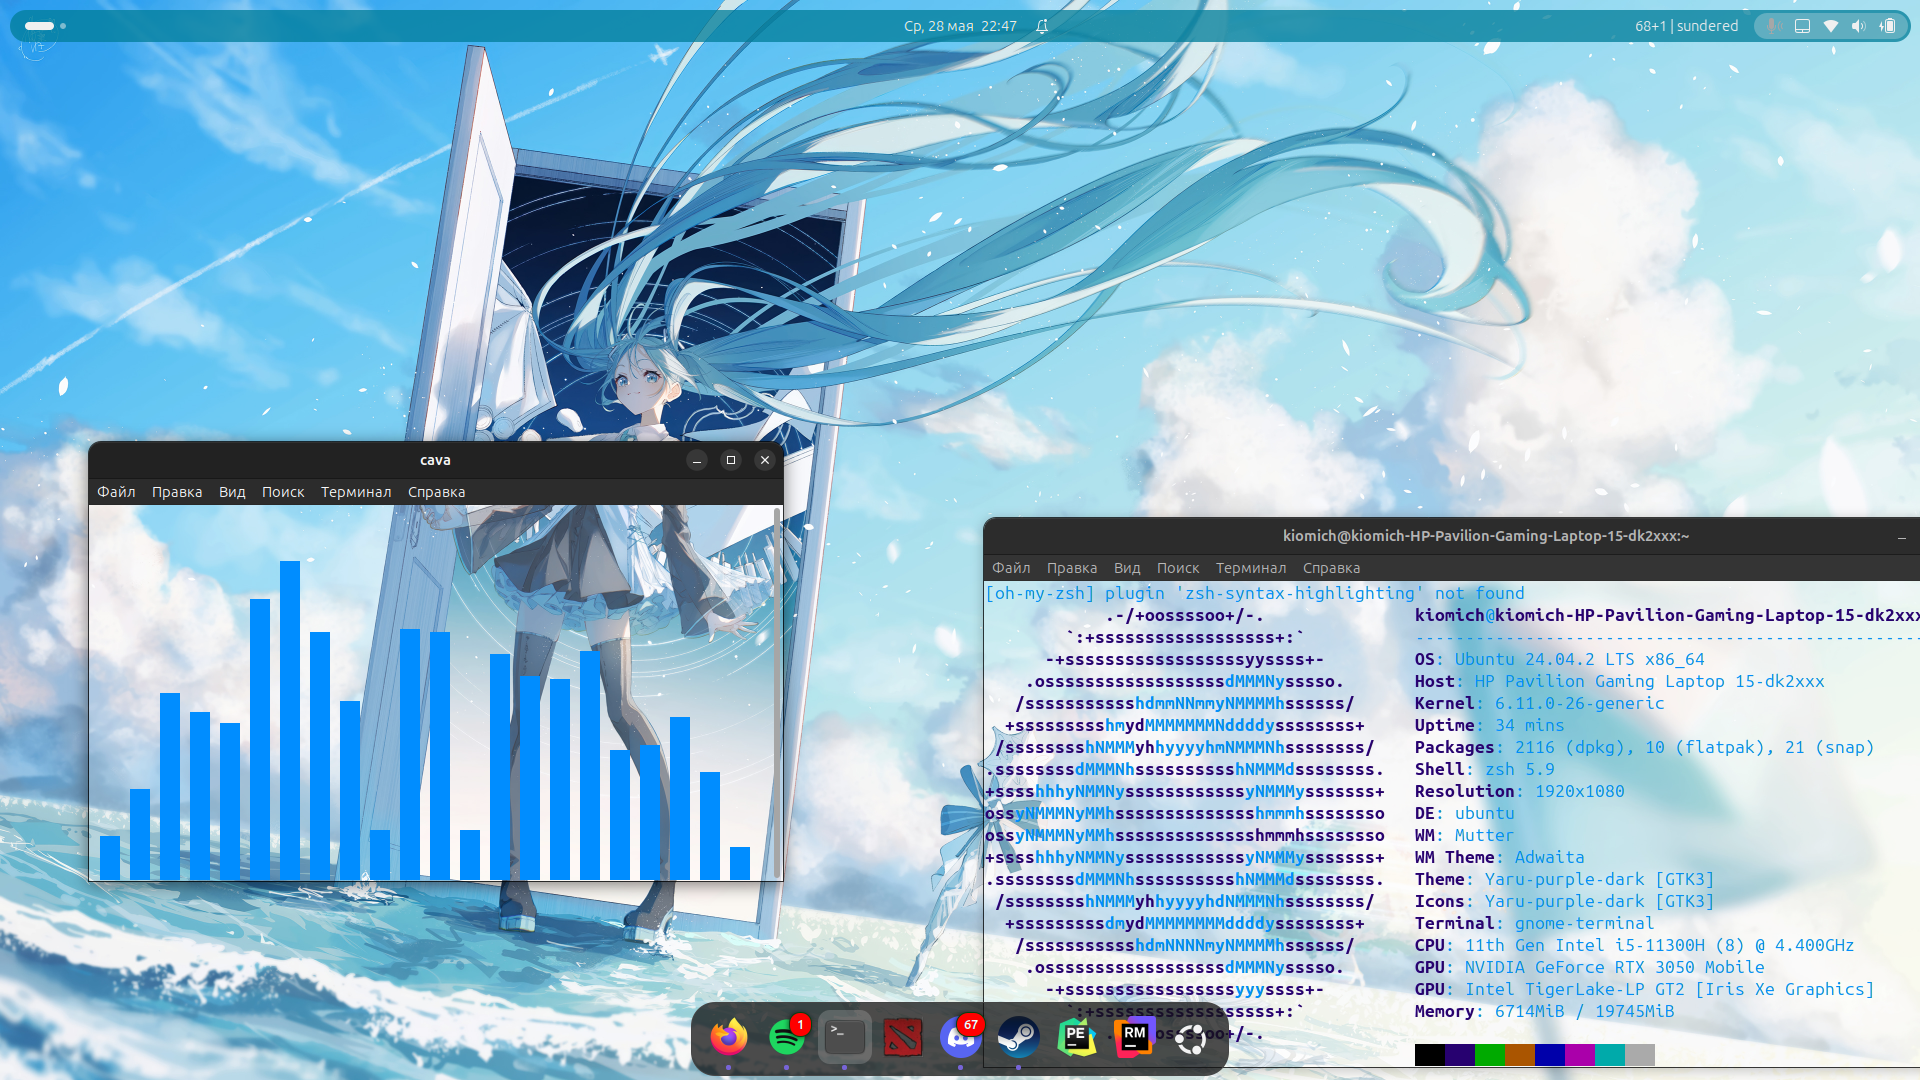 Ср, 28 мая 22:47
68+1 | sundered
cava
Файл Правка Вид Поиск Терминал Справка
kiomich@kiomich-HP-Pavilion-Gaming-Laptop-15-dk2xxx:~
Файл Правка Вид Поиск Терминал Справка
[oh-my-zsh] plugin 'zsh-syntax-highlighting' not found
.-/+oossssoo+/-. kiomich@kiomich-HP-Pavilion-Gaming-Laptop-15-dk2xxx
`:+ssssssssssssssssss+:` ---------------------------------------------------
-+ssssssssssssssssssyyssss+- OS: Ubuntu 24.04.2 LTS x86_64
.osssssssssssssssssdMMMNysssso. Host: HP Pavilion Gaming Laptop 15-dk2xxx
/ssssssssssshdmmNNmmyNMMMMhssssss/ Kernel: 6.11.0-26-generic
+ssssssssshmydMMMMMMMNddddyssssssss+ Uptime: 34 mins
/sssssssshNMMMyhhyyyyhmNMMMNhssssssss/ Packages: 2116 (dpkg), 10 (flatpak), 21 (snap)
.ssssssssdMMMNhsssssssssshNMMMdssssssss. Shell: zsh 5.9
+sssshhhyNMMNyssssssssssssyNMMMysssssss+ Resolution: 1920x1080
ossyNMMMNyMMhsssssssssssssshmmmhssssssso DE: ubuntu
ossyNMMMNyMMhsssssssssssssshmmmhssssssso WM: Mutter
+sssshhhyNMMNyssssssssssssyNMMMysssssss+ WM Theme: Adwaita
.ssssssssdMMMNhsssssssssshNMMMdssssssss. Theme: Yaru-purple-dark [GTK3]
/sssssssshNMMMyhhyyyyhdNMMMNhssssssss/ Icons: Yaru-purple-dark [GTK3]
+sssssssssdmydMMMMMMMMddddyssssssss+ Terminal: gnome-terminal
/ssssssssssshdmNNNNmyNMMMMhssssss/ CPU: 11th Gen Intel i5-11300H (8) @ 4.400GHz
.osssssssssssssssssdMMMNysssso. GPU: NVIDIA GeForce RTX 3050 Mobile
-+sssssssssssssssssyyyssss+- GPU: Intel TigerLake-LP GT2 [Iris Xe Graphics]
`:+ssssssssssssssssss+:` Memory: 6714MiB / 19745MiB
1
>_
67
PE
RM